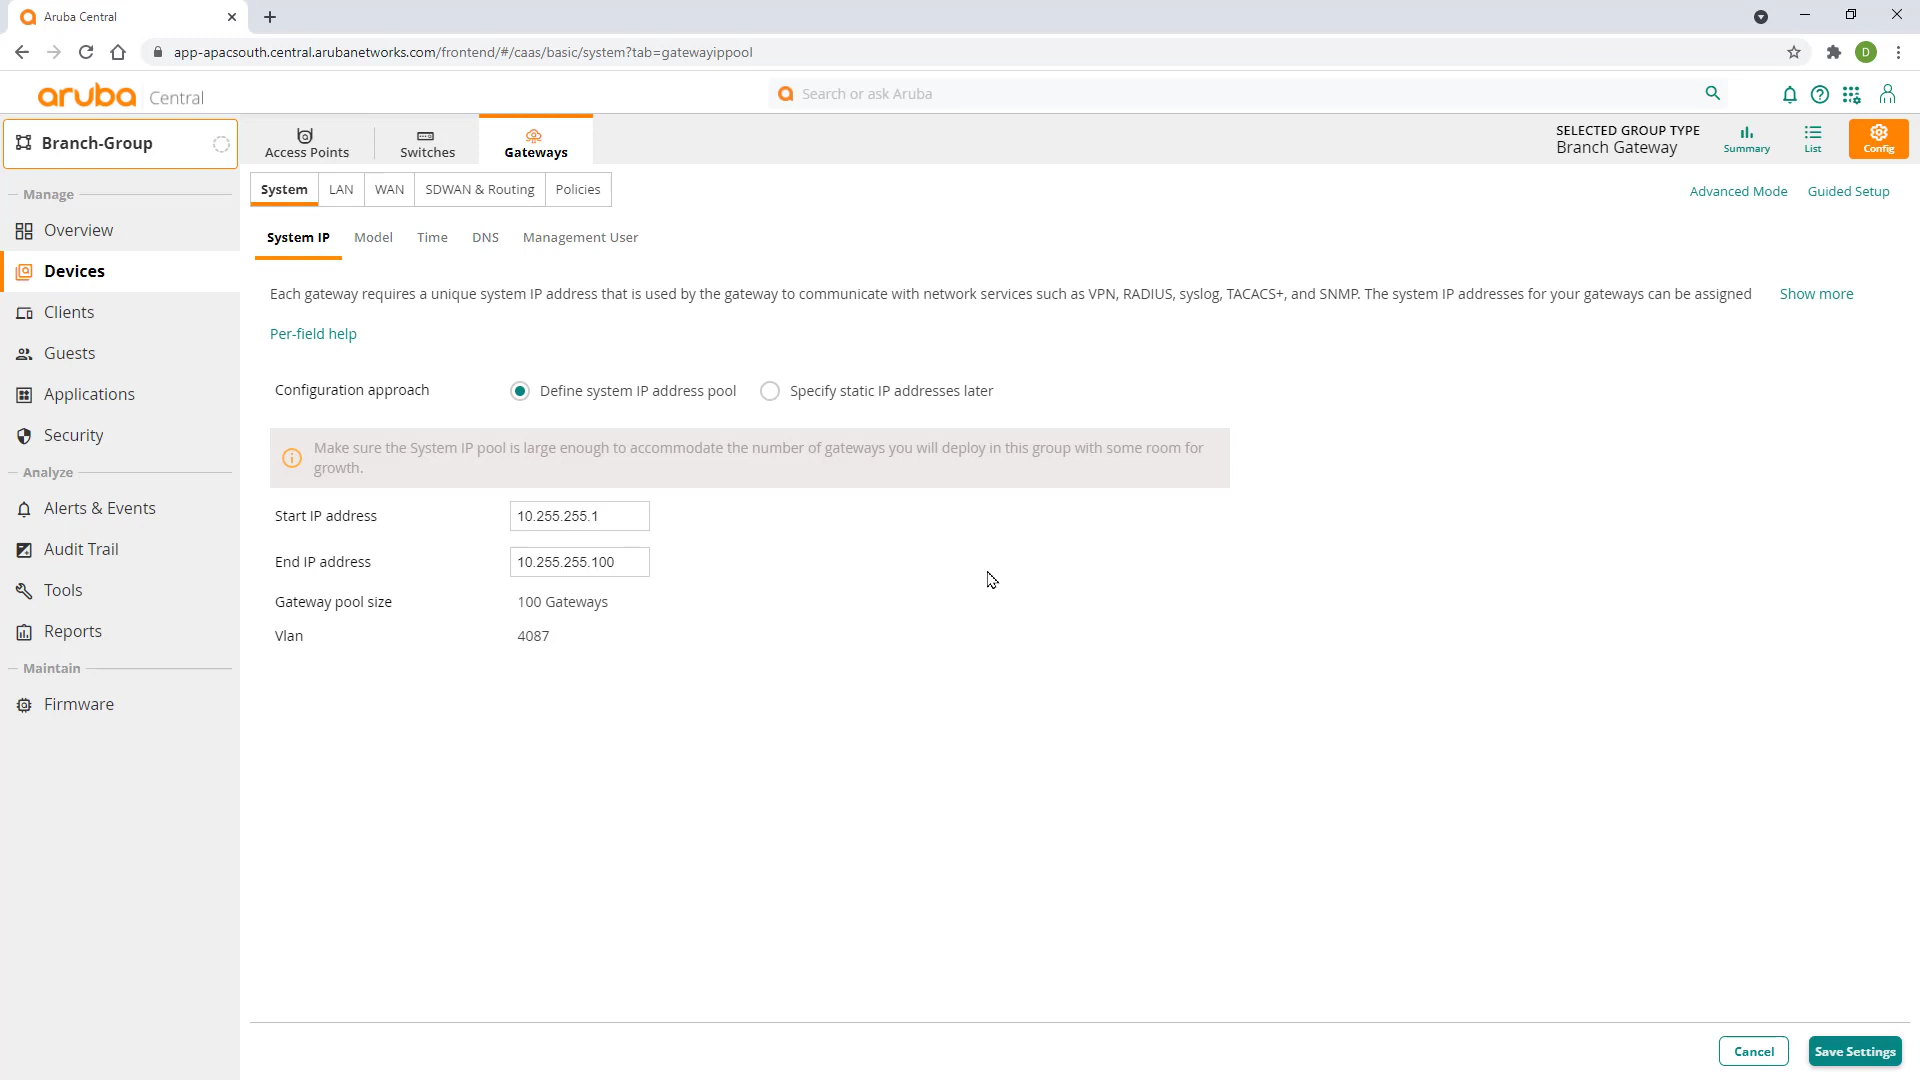 Aruba Central
app-apacsouth.central.arubanetworks.com/frontend/#/caas/basic/system?tab=gatewayippool
D
aruba Central
Search or ask Aruba
Branch-Group
Access Points
Switches
Gateways
SELECTED GROUP TYPE
Branch Gateway
Summary
List
Config
System
LAN
WAN
SDWAN & Routing
Policies
Advanced Mode
Guided Setup
Manage
Overview
Devices
Clients
Guests
Applications
Security
Analyze
Alerts & Events
Audit Trail
Tools
Reports
Maintain
Firmware
System IP
Model
Time
DNS
Management User
Each gateway requires a unique system IP address that is used by the gateway to communicate with network services such as VPN, RADIUS, syslog, TACACS+, and SNMP. The system IP addresses for your gateways can be assigned
Show more
Per-field help
Configuration approach
Define system IP address pool
Specify static IP addresses later
Make sure the System IP pool is large enough to accommodate the number of gateways you will deploy in this group with some room for
growth.
Start IP address
10.255.255.1
End IP address
10.255.255.100
Gateway pool size
100 Gateways
Vlan
4087
Cancel
Save Settings